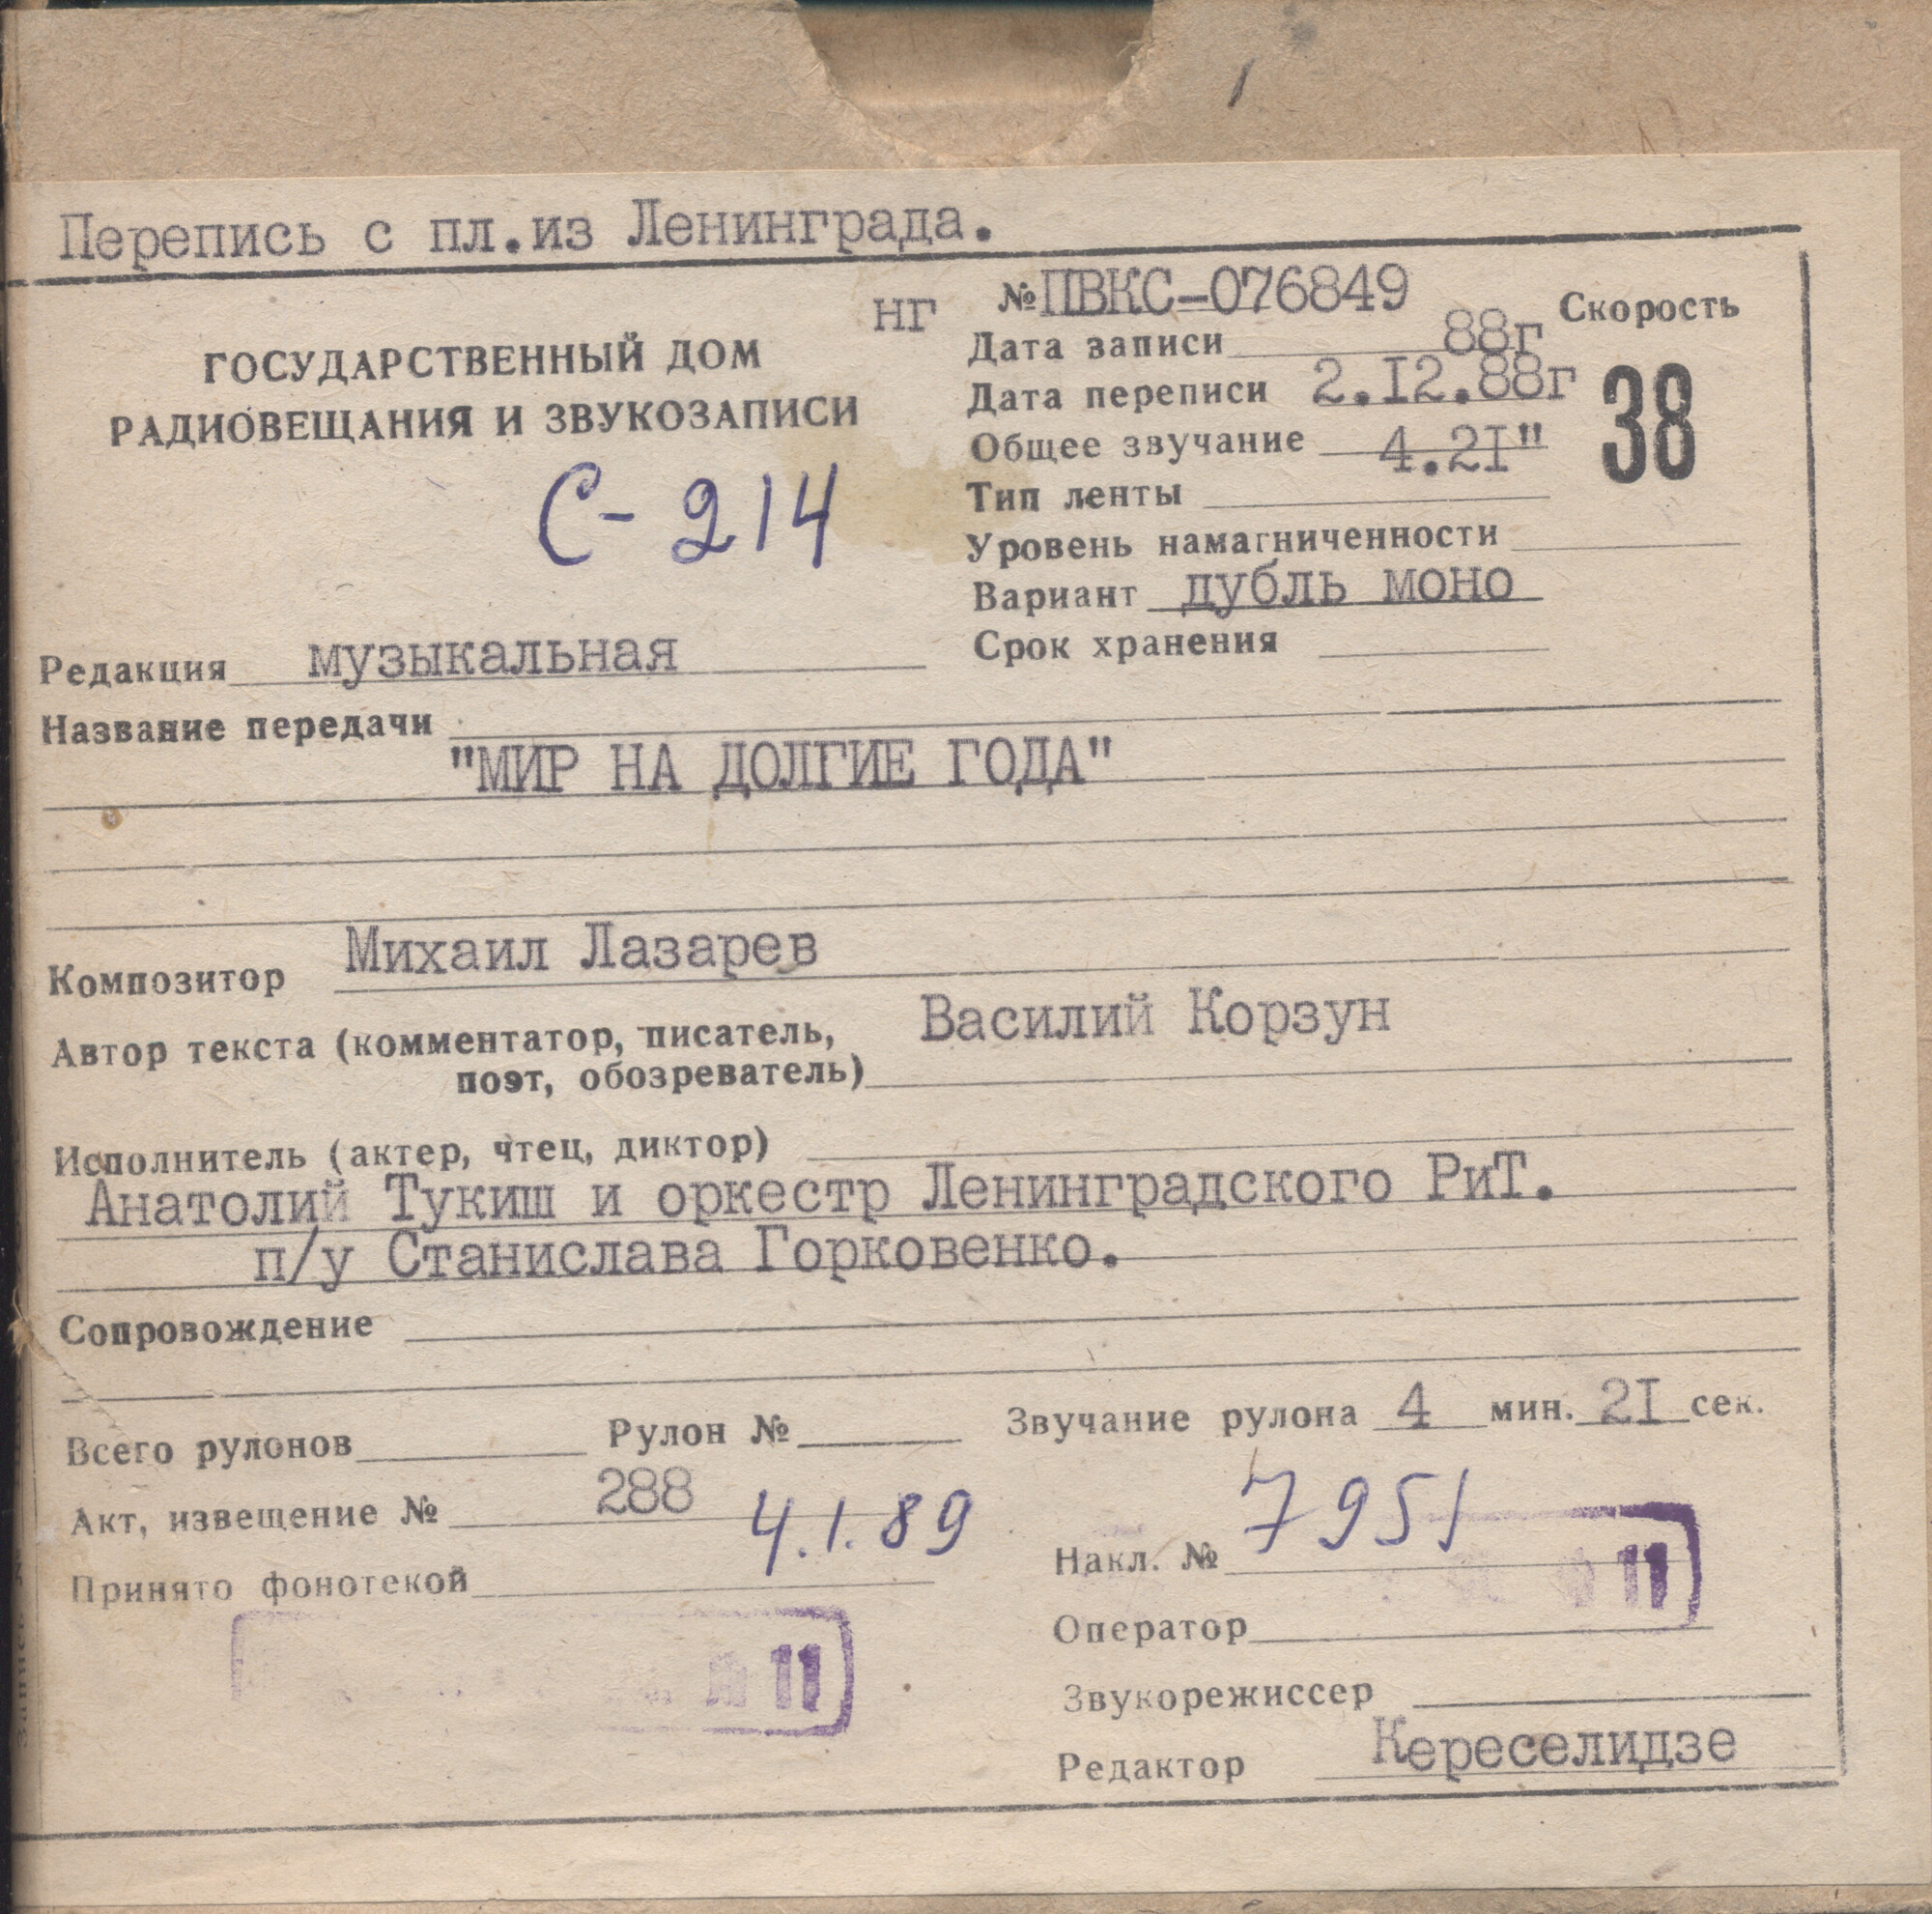 Перепись с пл.из Ленинграда.
нг №ПВКС-076849
ГОСУДАРСТВЕННЫЙ ДОМ
РАДИОВЕЩАНИЯ И ЗВУКОЗАПИСИ
С-214
Дата записи 88г
Дата переписи 2.I2.88г
Общее звучание 4.2I"
Тип ленты
Уровень намагниченности
Вариант дубль моно
Срок хранения
Скорость
38
Редакция музыкальная
Название передачи
"МИР НА ДОЛГИЕ ГОДА"
Композитор Михаил Лазарев
Автор текста (комментатор, писатель,
поэт, обозреватель) Василий Корзун
Исполнитель (актер, чтец, диктор)
Анатолий Тукиш и оркестр Ленинградского РиТ.
п/у Станислава Горковенко.
Сопровождение
Всего рулонов Рулон № Звучание рулона 4 мин. 2I сек.
Акт, извещение № 288 4.1.89
Накл. № 7951
Принято фонотекой
11
Оператор
11
Звукорежиссер
Редактор Кереселидзе